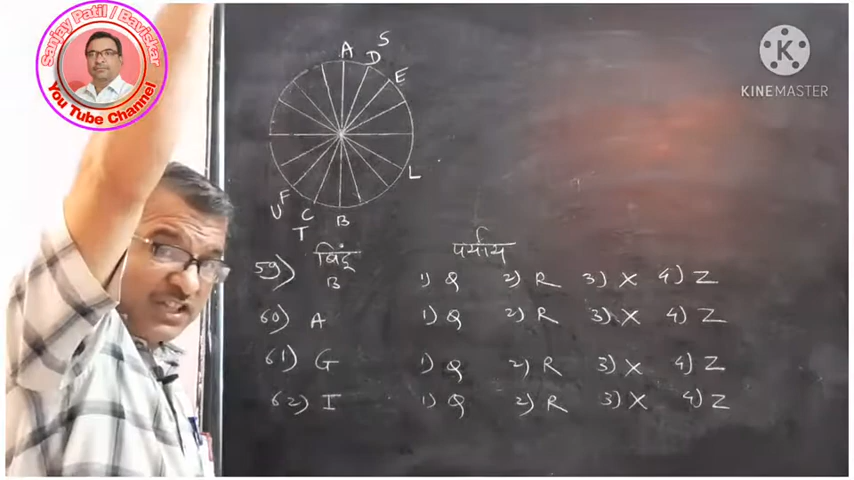 Sanjay Patil / Baviskar
You Tube Channel
KINEMASTER
S
A D
E
L
F
U C B
T
बिंदू पर्याय
59) B 1) Q 2) R 3) X 4) Z
60) A 1) Q 2) R 3) X 4) Z
61) G 1) Q 2) R 3) X 4) Z
62) I 1) Q 2) R 3) X 4) Z